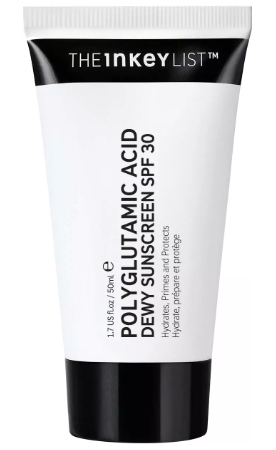 THE INKEY LIST™
POLYGLUTAMIC ACID
DEWY SUNSCREEN SPF 30
Hydrates, Primes and Protects
Hydrate, prépare et protège
1.7 US fl.oz / 50ml ℮